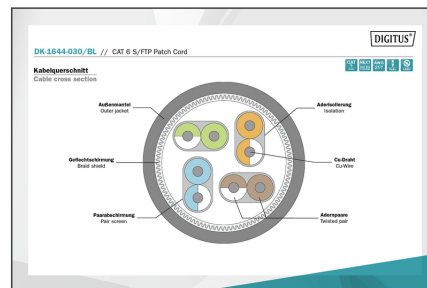 DIGITUS®
DK-1644-030/BL // CAT 6 S/FTP Patch Cord
Kabelquerschnitt
Cable cross section
Außenmantel
Outer jacket
Aderisolierung
Isolation
Geflechtschirmung
Braid shield
Cu-Draht
Cu-Wire
Paarabschirmung
Pair screen
Adernpaare
Twisted pair